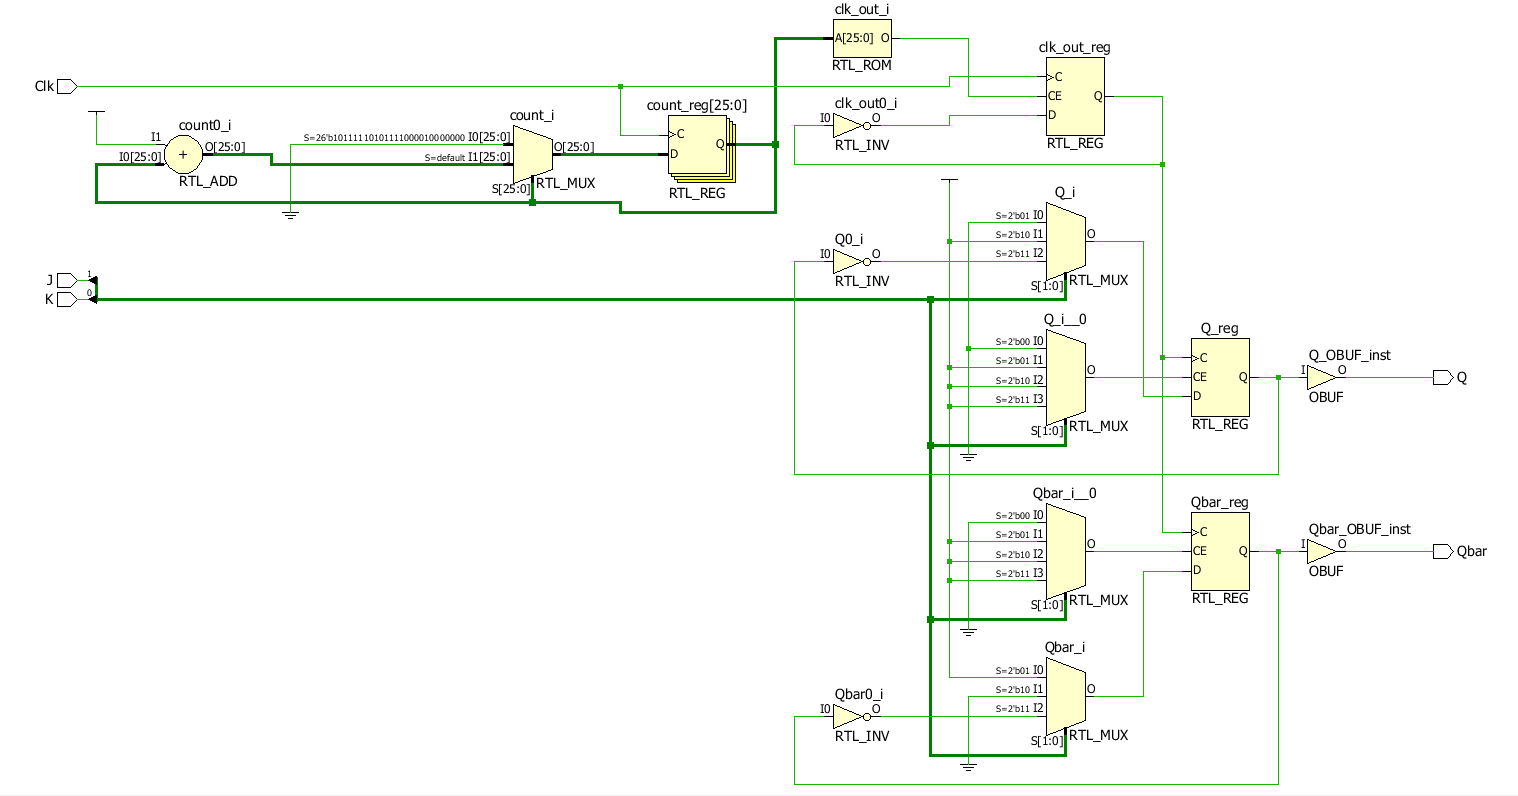 clk_out_i
A[25:0] O
RTL_ROM
clk_out_reg
C
CE
D
Q
RTL_REG
Clk
clk_out0_i
I0 O
RTL_INV
count0_i
I1
I0[25:0]
+
O[25:0]
RTL_ADD
count_i
S=26'b10111110101111000010000000 I0[25:0]
S=default I1[25:0]
O[25:0]
S[25:0]
RTL_MUX
count_reg[25:0]
C
D
Q
RTL_REG
J
1
K
0
Q_i
S=2'b01 I0
S=2'b10 I1
S=2'b11 I2
O
S[1:0]
RTL_MUX
Q0_i
I0 O
RTL_INV
Q_i__0
S=2'b00 I0
S=2'b01 I1
S=2'b10 I2
S=2'b11 I3
O
S[1:0]
RTL_MUX
Q_reg
C
CE
D
Q
RTL_REG
Q_OBUF_inst
I O
OBUF
Q
Qbar_i__0
S=2'b00 I0
S=2'b01 I1
S=2'b10 I2
S=2'b11 I3
O
S[1:0]
RTL_MUX
Qbar_reg
C
CE
D
Q
RTL_REG
Qbar_OBUF_inst
I O
OBUF
Qbar
Qbar_i
S=2'b01 I0
S=2'b10 I1
S=2'b11 I2
O
S[1:0]
RTL_MUX
Qbar0_i
I0 O
RTL_INV